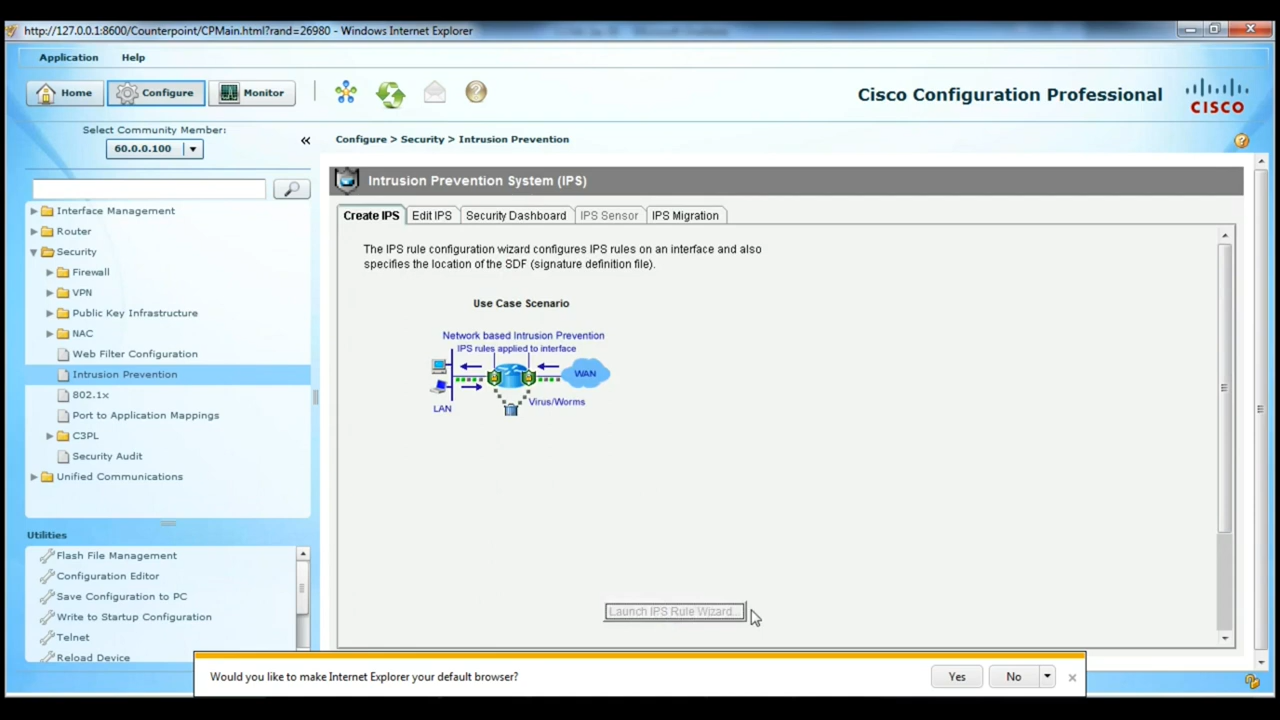 http://127.0.0.1:8600/Counterpoint/CPMain.html?rand=26980 - Windows Internet Explorer
Application Help
Home Configure Monitor
Cisco Configuration Professional
CISCO
Select Community Member:
60.0.0.100
«
Configure > Security > Intrusion Prevention
Intrusion Prevention System (IPS)
Interface Management
Router
Security
Firewall
VPN
Public Key Infrastructure
NAC
Web Filter Configuration
Intrusion Prevention
802.1x
Port to Application Mappings
C3PL
Security Audit
Unified Communications
Utilities
Flash File Management
Configuration Editor
Save Configuration to PC
Write to Startup Configuration
Telnet
Reload Device
Create IPS Edit IPS Security Dashboard IPS Sensor IPS Migration
The IPS rule configuration wizard configures IPS rules on an interface and also
specifies the location of the SDF (signature definition file).
Use Case Scenario
Network based Intrusion Prevention
IPS rules applied to interface
WAN
Virus/Worms
LAN
Launch IPS Rule Wizard...
Would you like to make Internet Explorer your default browser?
Yes No